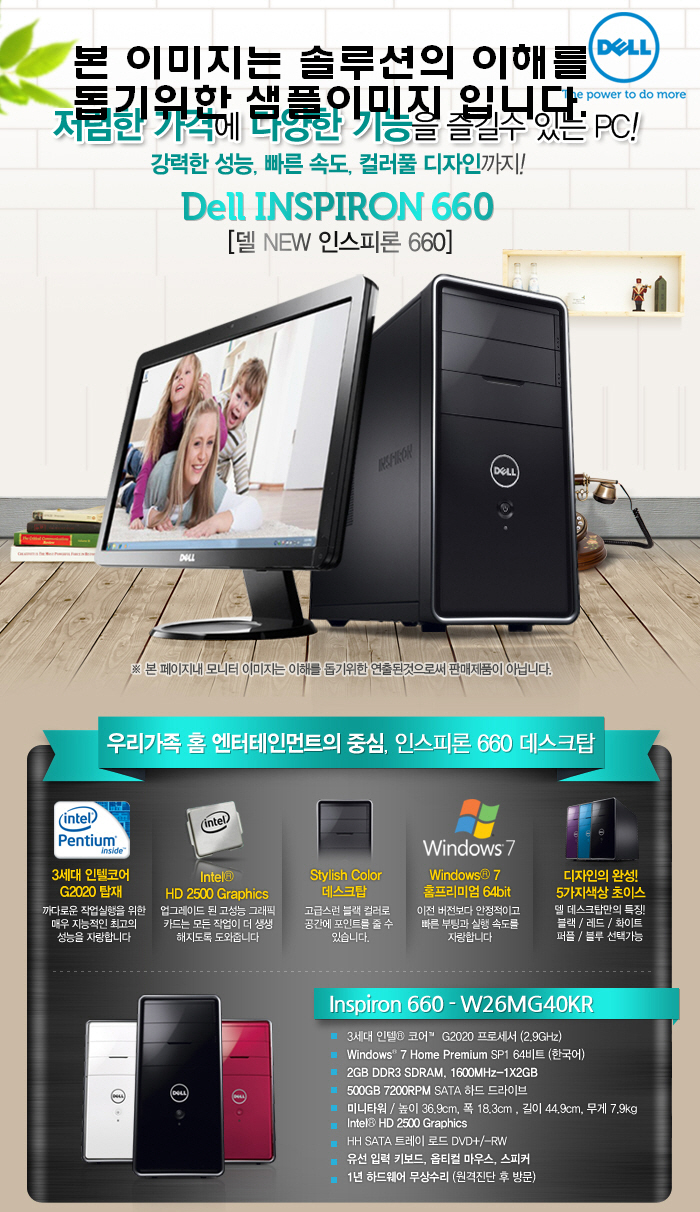 본 이미지는 솔루션의 이해를
돕기위한 샘플이미지 입니다.
DELL
The power to do more
저렴한 가격에 다양한 기능을 즐길수 있는 PC!
강력한 성능, 빠른 속도, 컬러풀 디자인까지!
Dell INSPIRON 660
[델 NEW 인스피론 660]
INSPIRON
DELL
DELL
※ 본 페이지내 모니터 이미지는 이해를 돕기위한 연출된것으로써 판매제품이 아닙니다.
우리가족 홈 엔터테인먼트의 중심, 인스피론 660 데스크탑
intel
Pentium
inside
3세대 인텔코어
G2020 탑재
까다로운 작업실행을 위한
매우 지능적인 최고의
성능을 자랑합니다
intel
Intel®
HD 2500 Graphics
업그레이드 된 고성능 그래픽
카드는 모든 작업이 더 생생
해지도록 도와줍니다
Stylish Color
데스크탑
고급스런 블랙 컬러로
공간에 포인트를 줄 수
있습니다.
Windows 7
Windows® 7
홈프리미엄 64bit
이전 버전보다 안정적이고
빠른 부팅과 실행 속도를
자랑합니다
디자인의 완성!
5가지색상 초이스
델 데스크탑만의 특징!
블랙 / 레드 / 화이트
퍼플 / 블루 선택가능
DELL
DELL
DELL
Inspiron 660 - W26MG40KR
3세대 인텔® 코어™ G2020 프로세서 (2.9GHz)
Windows® 7 Home Premium SP1 64비트 (한국어)
2GB DDR3 SDRAM, 1600MHz-1X2GB
500GB 7200RPM SATA 하드 드라이브
미니타워 / 높이 36.9cm, 폭 18.3cm , 길이 44.9cm, 무게 7.9kg
Intel® HD 2500 Graphics
HH SATA 트레이 로드 DVD+/-RW
유선 입력 키보드, 옵티컬 마우스, 스피커
1년 하드웨어 무상수리 (원격진단 후 방문)